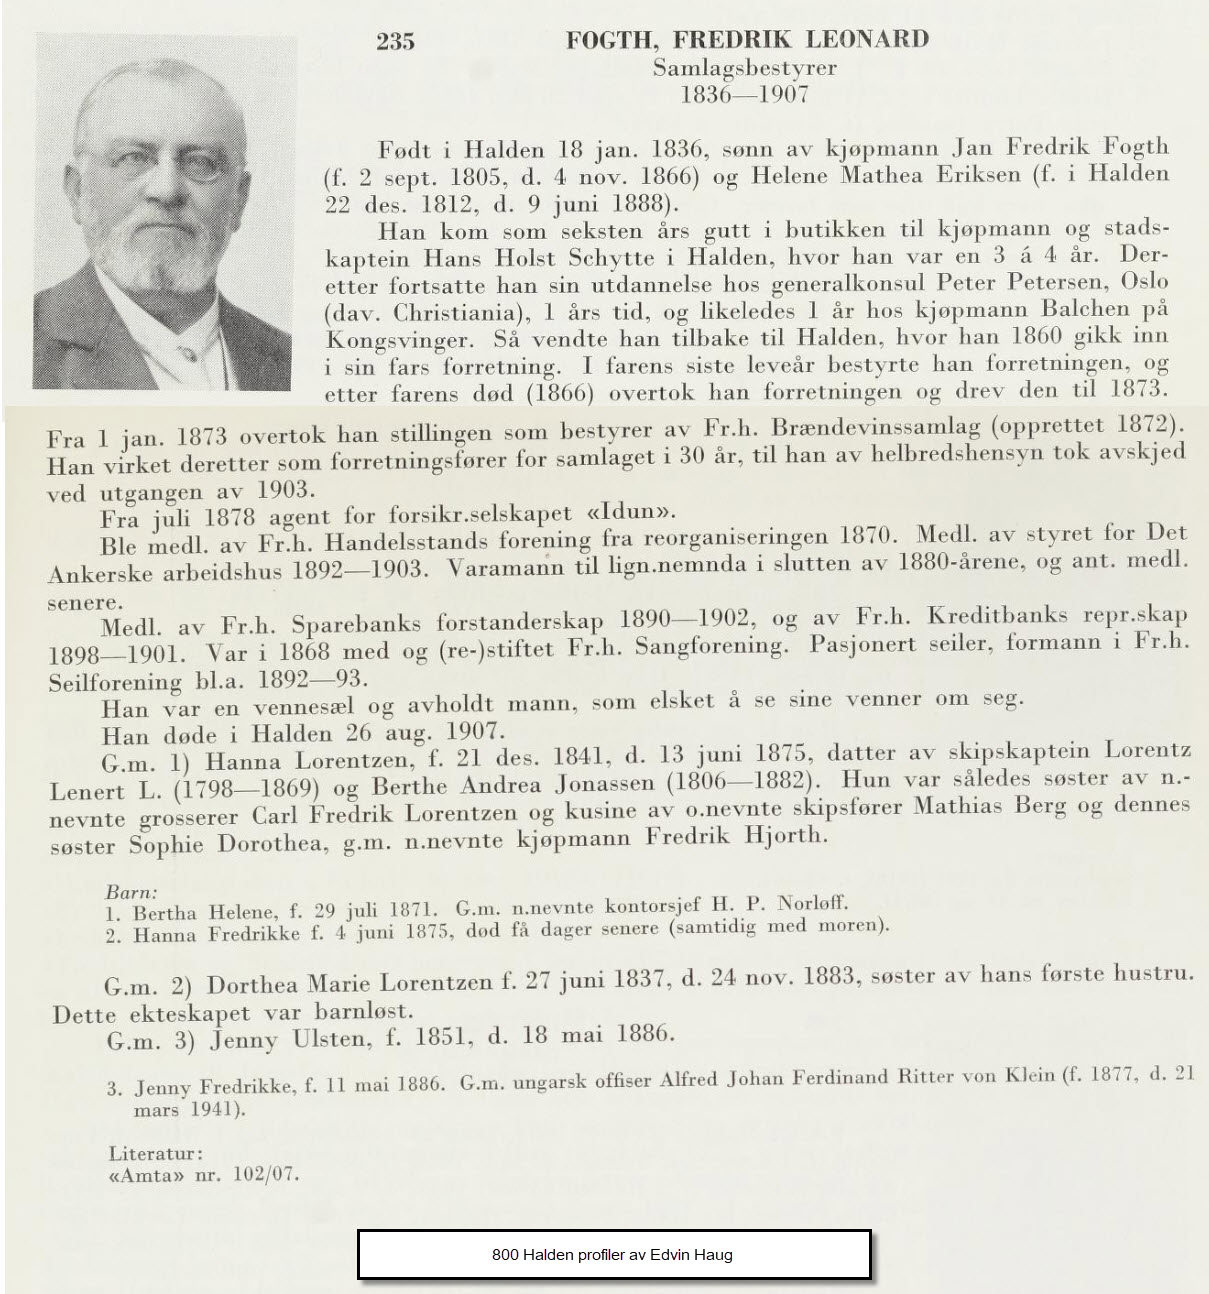 235
FOGTH, FREDRIK LEONARD
Samlagsbestyrer
1836—1907
Født i Halden 18 jan. 1836, sønn av kjøpmann Jan Fredrik Fogth
(f. 2 sept. 1805, d. 4 nov. 1866) og Helene Mathea Eriksen (f. i Halden
22 des. 1812, d. 9 juni 1888).
Han kom som seksten års gutt i butikken til kjøpmann og stads-
kaptein Hans Holst Schytte i Halden, hvor han var en 3 á 4 år. Der-
etter fortsatte han sin utdannelse hos generalkonsul Peter Petersen, Oslo
(dav. Christiania), 1 års tid, og likeledes 1 år hos kjøpmann Balchen på
Kongsvinger. Så vendte han tilbake til Halden, hvor han 1860 gikk inn
i sin fars forretning. I farens siste leveår bestyrte han forretningen, og
etter farens død (1866) overtok han forretningen og drev den til 1873.
Fra 1 jan. 1873 overtok han stillingen som bestyrer av Fr.h. Brændevinssamlag (opprettet 1872).
Han virket deretter som forretningsfører for samlaget i 30 år, til han av helbredshensyn tok avskjed
ved utgangen av 1903.
Fra juli 1878 agent for forsikr.selskapet «Idun».
Ble medl. av Fr.h. Handelsstands forening fra reorganiseringen 1870. Medl. av styret for Det
Ankerske arbeidshus 1892—1903. Varamann til lign.nemnda i slutten av 1880-årene, og ant. medl.
senere.
Medl. av Fr.h. Sparebanks forstanderskap 1890—1902, og av Fr.h. Kreditbanks repr.skap
1898—1901. Var i 1868 med og (re-)stiftet Fr.h. Sangforening. Pasjonert seiler, formann i Fr.h.
Seilforening bl.a. 1892—93.
Han var en vennesæl og avholdt mann, som elsket å se sine venner om seg.
Han døde i Halden 26 aug. 1907.
G.m. 1) Hanna Lorentzen, f. 21 des. 1841, d. 13 juni 1875, datter av skipskaptein Lorentz
Lenert L. (1798—1869) og Berthe Andrea Jonassen (1806—1882). Hun var således søster av n.-
nevnte grosserer Carl Fredrik Lorentzen og kusine av o.nevnte skipsfører Mathias Berg og dennes
søster Sophie Dorothea, g.m. n.nevnte kjøpmann Fredrik Hjorth.
Barn:
1. Bertha Helene, f. 29 juli 1871. G.m. n.nevnte kontorsjef H. P. Norløff.
2. Hanna Fredrikke f. 4 juni 1875, død få dager senere (samtidig med moren).
G.m. 2) Dorthea Marie Lorentzen f. 27 juni 1837, d. 24 nov. 1883, søster av hans første hustru.
Dette ekteskapet var barnløst.
G.m. 3) Jenny Ulsten, f. 1851, d. 18 mai 1886.
3. Jenny Fredrikke, f. 11 mai 1886. G.m. ungarsk offiser Alfred Johan Ferdinand Ritter von Klein (f. 1877, d. 21
mars 1941).
Literatur:
«Amta» nr. 102/07.
800 Halden profiler av Edvin Haug